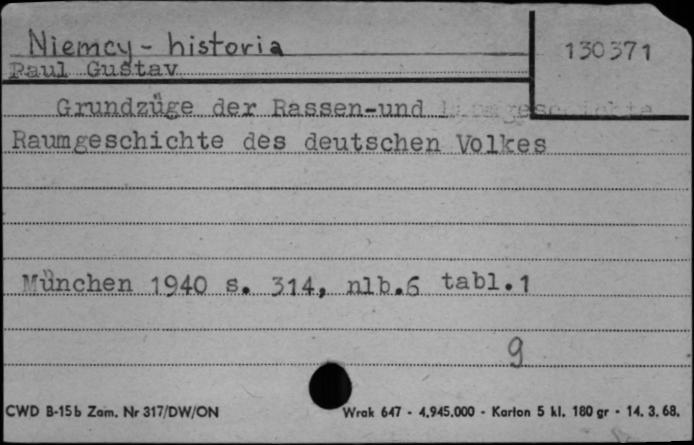 Niemcy - historia
130371
Paul Gustav
Grundzüge der Rassen-und
Raumgeschichte des deutschen Volkes
München 1940 s. 314, nlb.6 tabl.1
9
CWD B-15b Zam. Nr 317/DW/ON Wrak 647 - 4.945.000 - Karton 5 kl. 180 gr - 14. 3. 68.